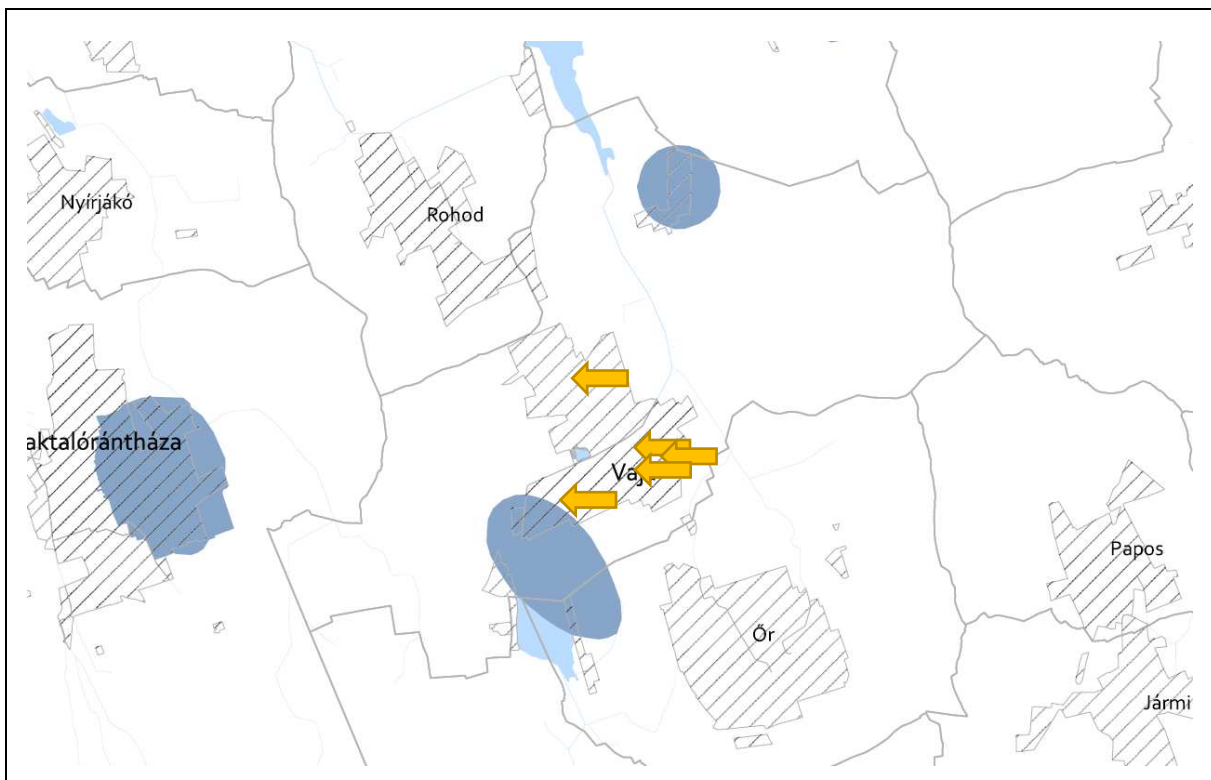 Nyírjákó
Rohod
aktalórántháza
Vaj
Papos
Őr
Jármi